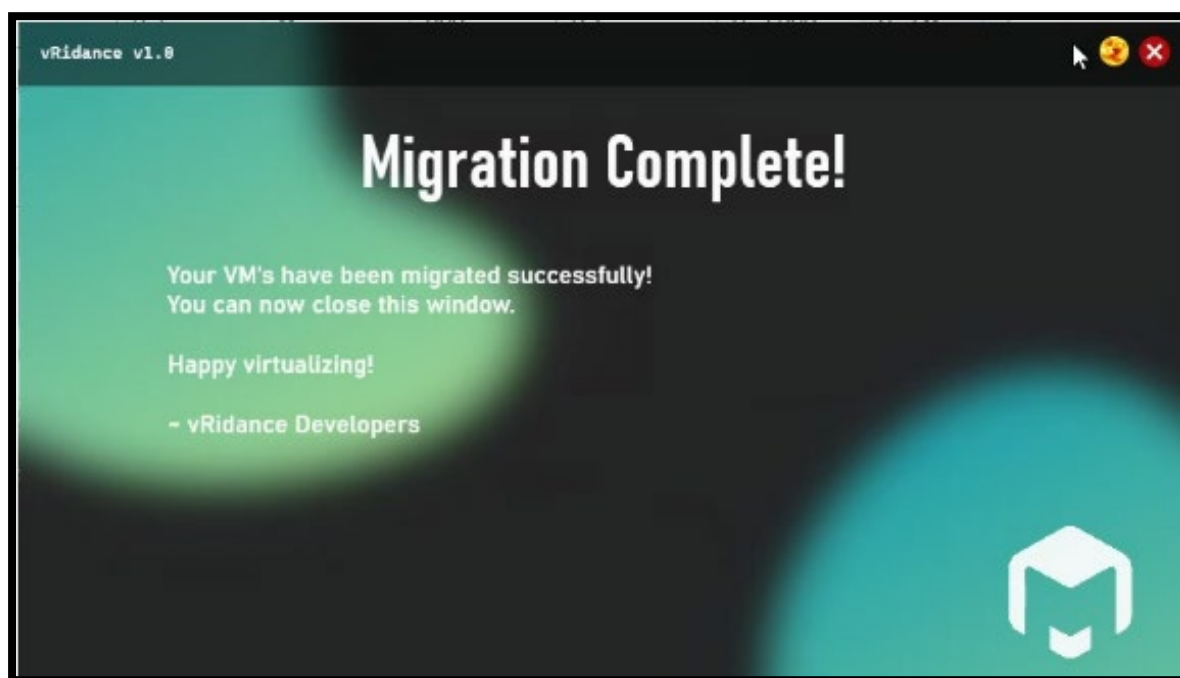 vRidance v1.0
Migration Complete!
Your VM's have been migrated successfully!
You can now close this window.
Happy virtualizing!
~ vRidance Developers